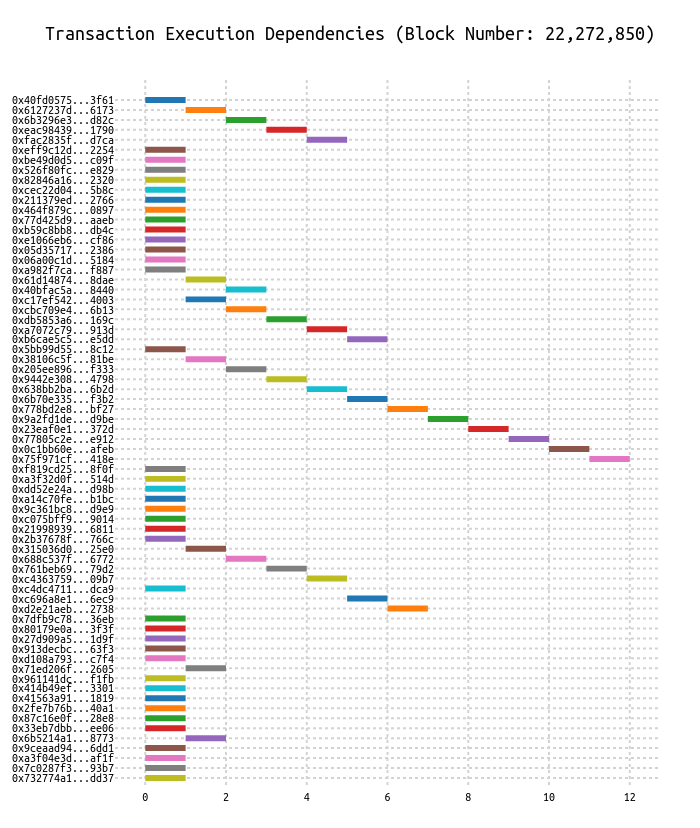 Transaction Execution Dependencies (Block Number: 22,272,850)
0x40fd0575...3f61
0x6127237d...6173
0x6b3296e3...d82c
0xeac98439...1790
0xfac2835f...d7ca
0xeff9c12d...2254
0xbe49d0d5...c09f
0x526f80fc...e829
0x82846a16...2320
0xcec22d04...5b8c
0x211379ed...2766
0x464f879c...0897
0x77d425d9...aaeb
0xb59c8bb8...db4c
0xe1066eb6...cf86
0x05d35717...2386
0x06a00c1d...5184
0xa982f7ca...f887
0x61d14874...8dae
0x40bfac5a...8440
0xc17ef542...4003
0xcbc709e4...6b13
0xdb5853a6...169c
0xa7072c79...913d
0xb6cae5c5...e5dd
0x5bb99d55...8c12
0x38106c5f...81be
0x205ee896...f333
0x9442e308...4798
0x638bb2ba...6b2d
0x6b70e335...f3b2
0x778bd2e8...bf27
0x9a2fd1de...d9be
0x23eaf0e1...372d
0x77805c2e...e912
0x0c1bb60e...afeb
0x75f971cf...418e
0xf819cd25...8f0f
0xa3f32d0f...514d
0xdd52e24a...d98b
0xa14c70fe...b1bc
0x9c361bc8...d9e9
0xc075bff9...9014
0x21998939...6811
0x2b37678f...766c
0x315036d0...25e0
0x688c537f...6772
0x761beb69...79d2
0xc4363759...09b7
0xc4dc4711...dca9
0xc696a8e1...6ec9
0xd2e21aeb...2738
0x7dfb9c78...36eb
0x80179e0a...3f3f
0x27d909a5...1d9f
0x913decbc...63f3
0xd108a793...c7f4
0x71ed206f...2605
0x961141dc...f1fb
0x414b49ef...3301
0x41563a91...1819
0x2fe7b76b...40a1
0x87c16e0f...28e8
0x33eb7dbb...ee06
0x6b5214a1...8773
0x9ceaad94...6dd1
0xa3f04e3d...af1f
0x7c0287f3...93b7
0x732774a1...dd37
0 2 4 6 8 10 12